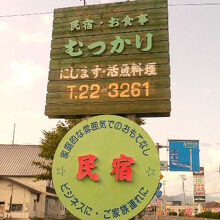 民宿・お食事
むつかり
にします・活魚料理
T.22-3261
家庭的な雰囲気でのおもてなし
民宿
ビジネスに・ご家族連れに